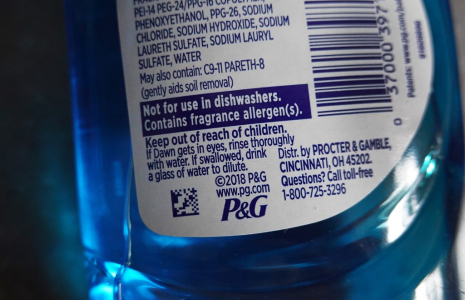 PEI-14 PEG-24/PPG-16 COPOLYMER,
PHENOXYETHANOL, PPG-26, SODIUM
CHLORIDE, SODIUM HYDROXIDE, SODIUM
LAURETH SULFATE, SODIUM LAURYL
SULFATE, WATER
May also contain: C9-11 PARETH-8
(gently aids soil removal)
Not for use in dishwashers.
Contains fragrance allergen(s).
Keep out of reach of children.
If Dawn gets in eyes, rinse thoroughly
with water. If swallowed, drink
a glass of water to dilute.
©2018 P&G
www.pg.com
P&G
Distr. by PROCTER & GAMBLE,
CINCINNATI, OH 45202.
Questions? Call toll-free
1-800-725-3296
0 37000 397
Patents: www.pg.com/